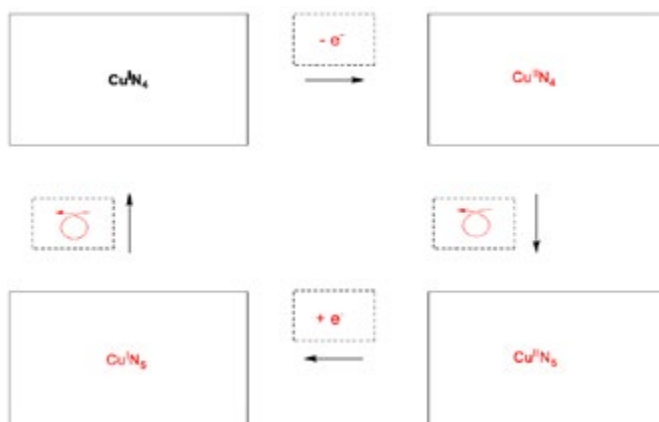 - e⁻
CuᴵN₄
CuᴵᴵN₄
+ e⁻
CuᴵN₅
CuᴵᴵN₅